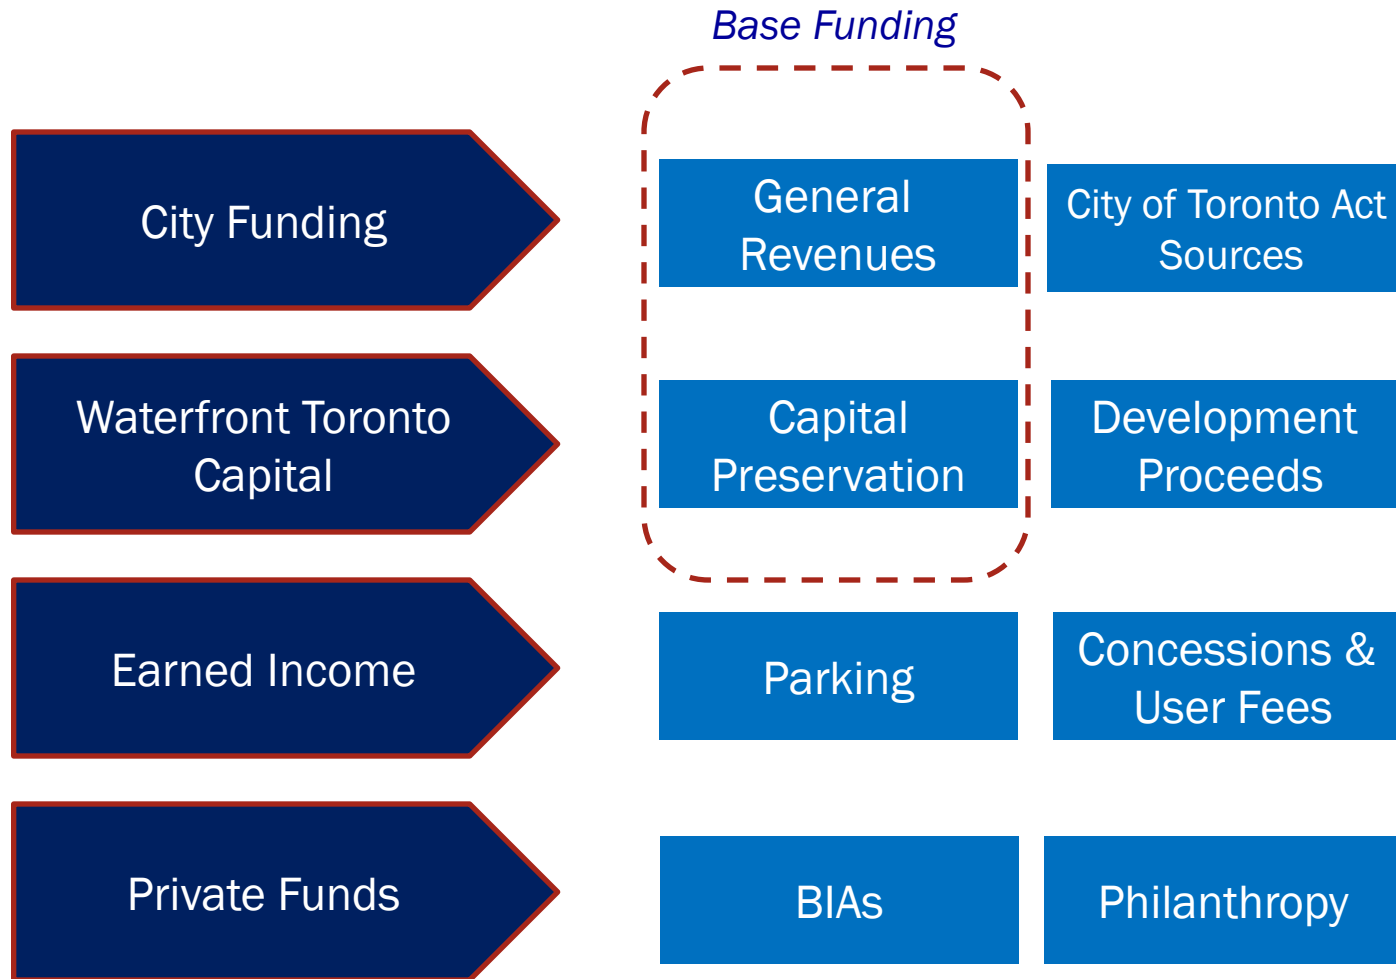 Base Funding
City Funding
General
Revenues
City of Toronto Act
Sources
Waterfront Toronto
Capital
Capital
Preservation
Development
Proceeds
Earned Income
Parking
Concessions &
User Fees
Private Funds
BIAs
Philanthropy